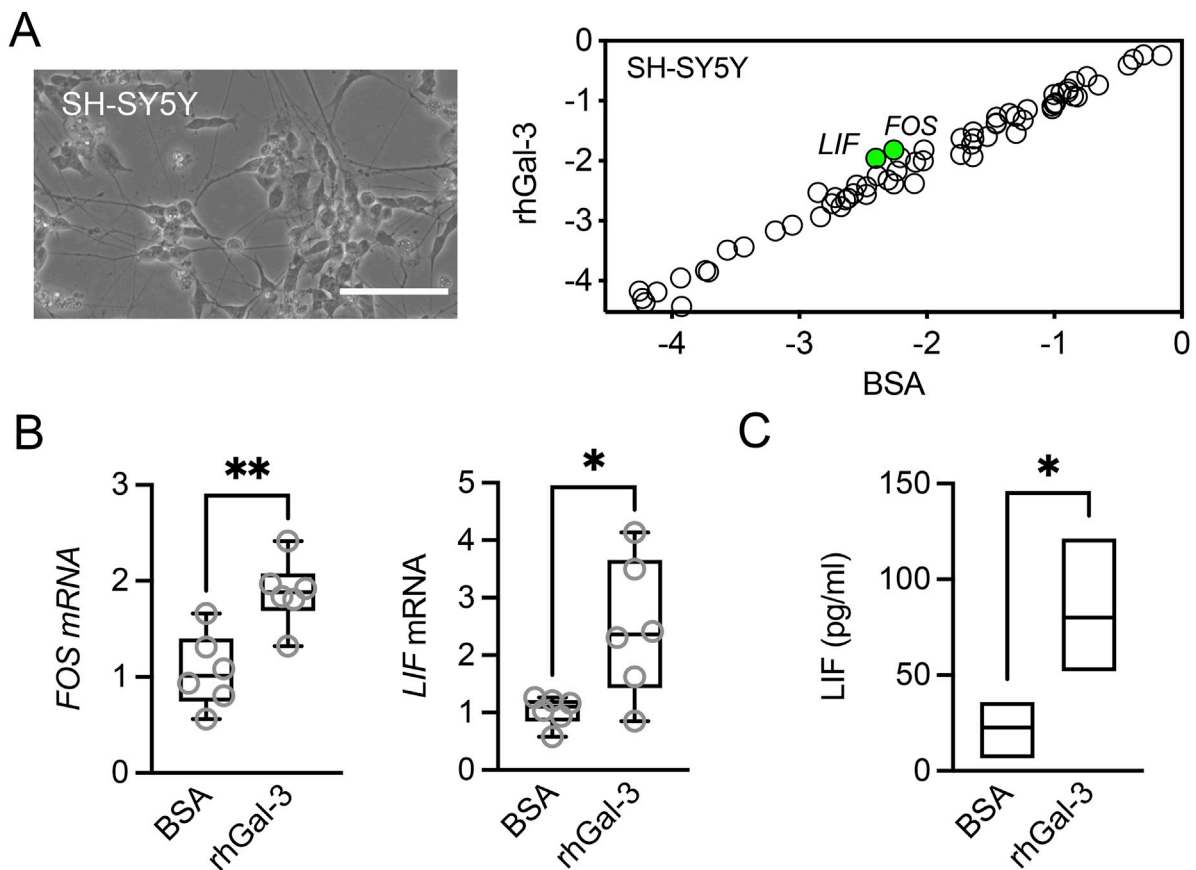 A
SH-SY5Y
SH-SY5Y
LIF
FOS
rhGal-3
0
-1
-2
-3
-4
-4
-3
-2
-1
0
BSA
B
FOS mRNA
3
2
1
0
**
BSA
rhGal-3
LIF mRNA
5
4
3
2
1
0
*
BSA
rhGal-3
C
LIF (pg/ml)
150
100
50
0
*
BSA
rhGal-3